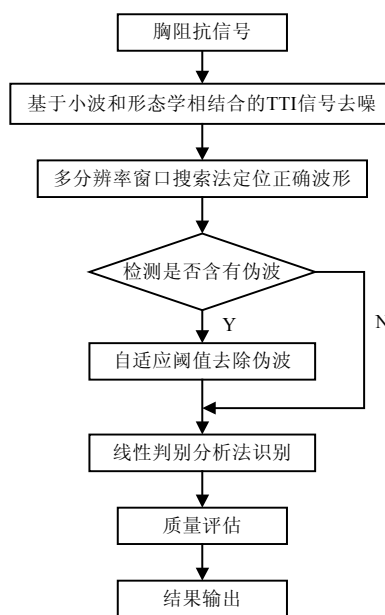 胸阻抗信号
基于小波和形态学相结合的TTI信号去噪
多分辨率窗口搜索法定位正确波形
检测是否含有伪波
Y
N
自适应阈值去除伪波
线性判别分析法识别
质量评估
结果输出